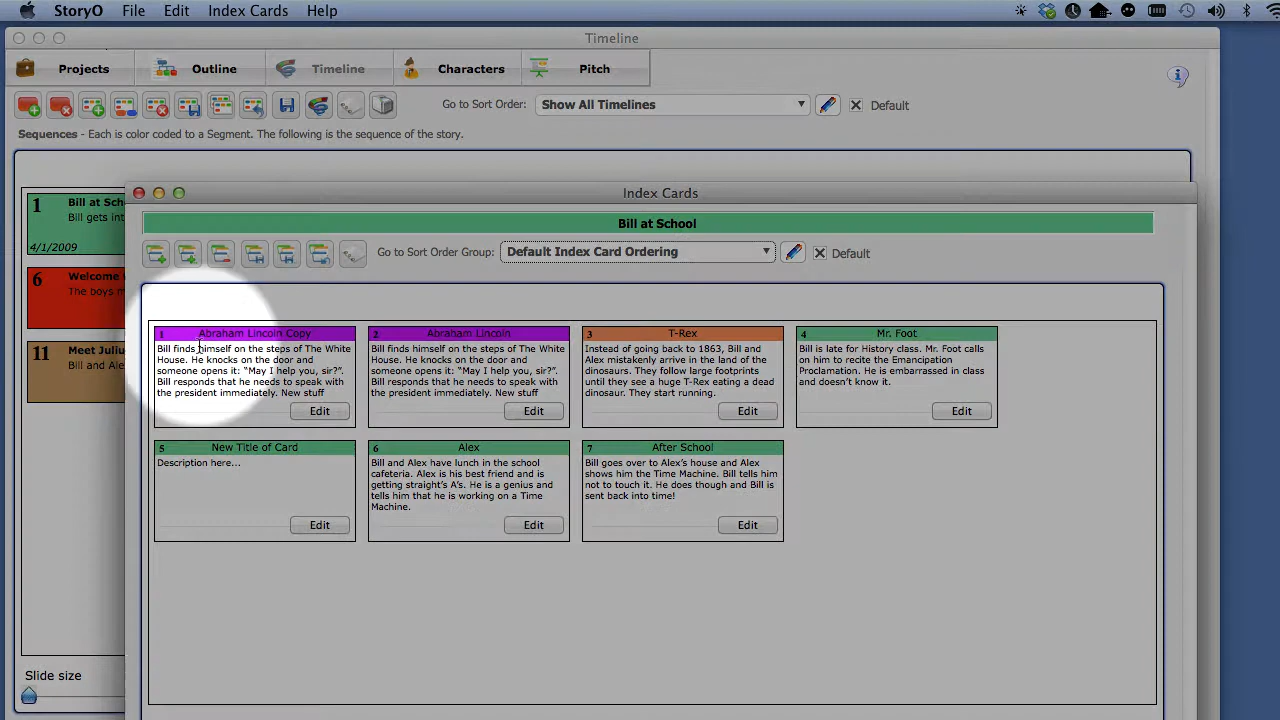 StoryO File Edit Index Cards Help
Timeline
Projects Outline Timeline Characters Pitch
Go to Sort Order: Show All Timelines Default
Sequences - Each is color coded to a Segment. The following is the sequence of the story.
1 Bill at Sch
Bill gets int
4/1/2009
6 Welcome
The boys m
11 Meet Juliu
Bill and Ale
Slide size
Index Cards
Bill at School
Go to Sort Order Group: Default Index Card Ordering Default
1 Abraham Lincoln Copy
Bill finds himself on the steps of The White
House. He knocks on the door and
someone opens it: “May I help you, sir?”.
Bill responds that he needs to speak with
the president immediately. New stuff
Edit
2 Abraham Lincoln
Bill finds himself on the steps of The White
House. He knocks on the door and
someone opens it: “May I help you, sir?”.
Bill responds that he needs to speak with
the president immediately. New stuff
Edit
3 T-Rex
Instead of going back to 1863, Bill and
Alex mistakenly arrive in the land of the
dinosaurs. They follow large footprints
until they see a huge T-Rex eating a dead
dinosaur. They start running.
Edit
4 Mr. Foot
Bill is late for History class. Mr. Foot calls
on him to recite the Emancipation
Proclamation. He is embarrassed in class
and doesn’t know it.
Edit
5 New Title of Card
Description here...
Edit
6 Alex
Bill and Alex have lunch in the school
cafeteria. Alex is his best friend and is
getting straight’s A’s. He is a genius and
tells him that he is working on a Time
Machine.
Edit
7 After School
Bill goes over to Alex’s house and Alex
shows him the Time Machine. Bill tells him
not to touch it. He does though and Bill is
sent back into time!
Edit